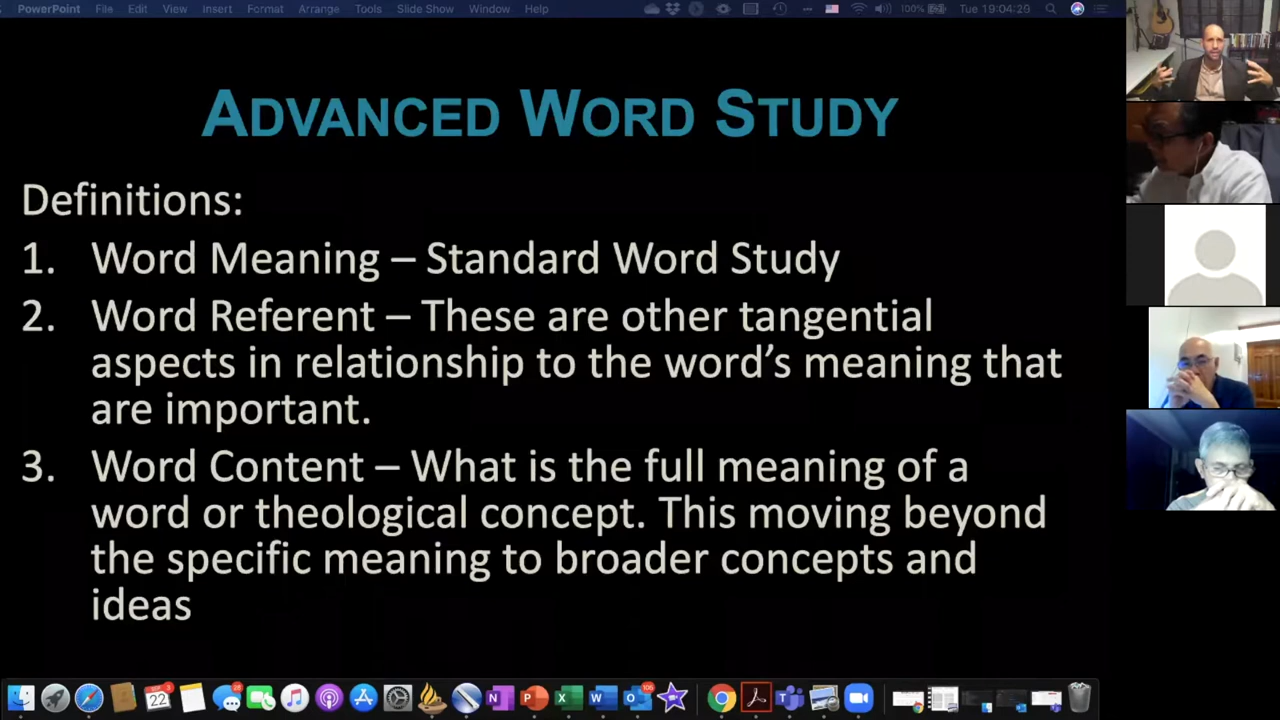 PowerPoint File Edit View Insert Format Arrange Tools Slide Show Window Help 100% Tue 19:04:29
ADVANCED WORD STUDY
Definitions:
1. Word Meaning – Standard Word Study
2. Word Referent – These are other tangential
aspects in relationship to the word’s meaning that
are important.
3. Word Content – What is the full meaning of a
word or theological concept. This moving beyond
the specific meaning to broader concepts and
ideas
22